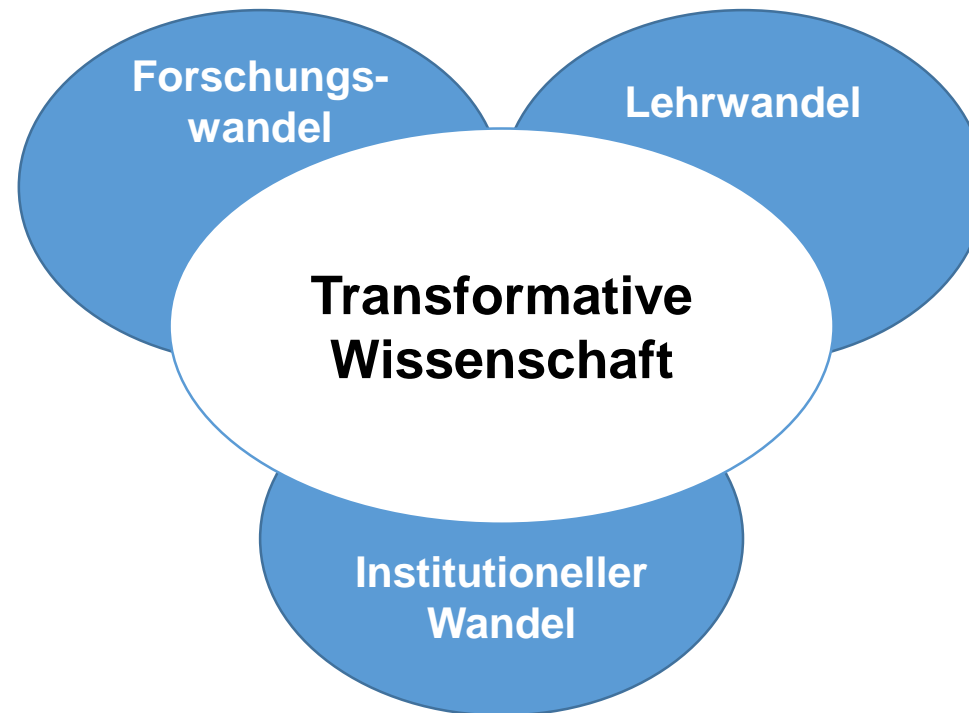 Forschungs-
wandel
Lehrwandel
Transformative
Wissenschaft
Institutioneller
Wandel